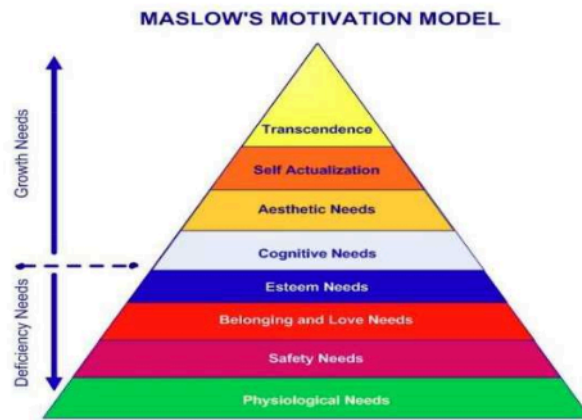 MASLOW'S MOTIVATION MODEL
Growth Needs
Deficiency Needs
Transcendence
Self Actualization
Aesthetic Needs
Cognitive Needs
Esteem Needs
Belonging and Love Needs
Safety Needs
Physiological Needs